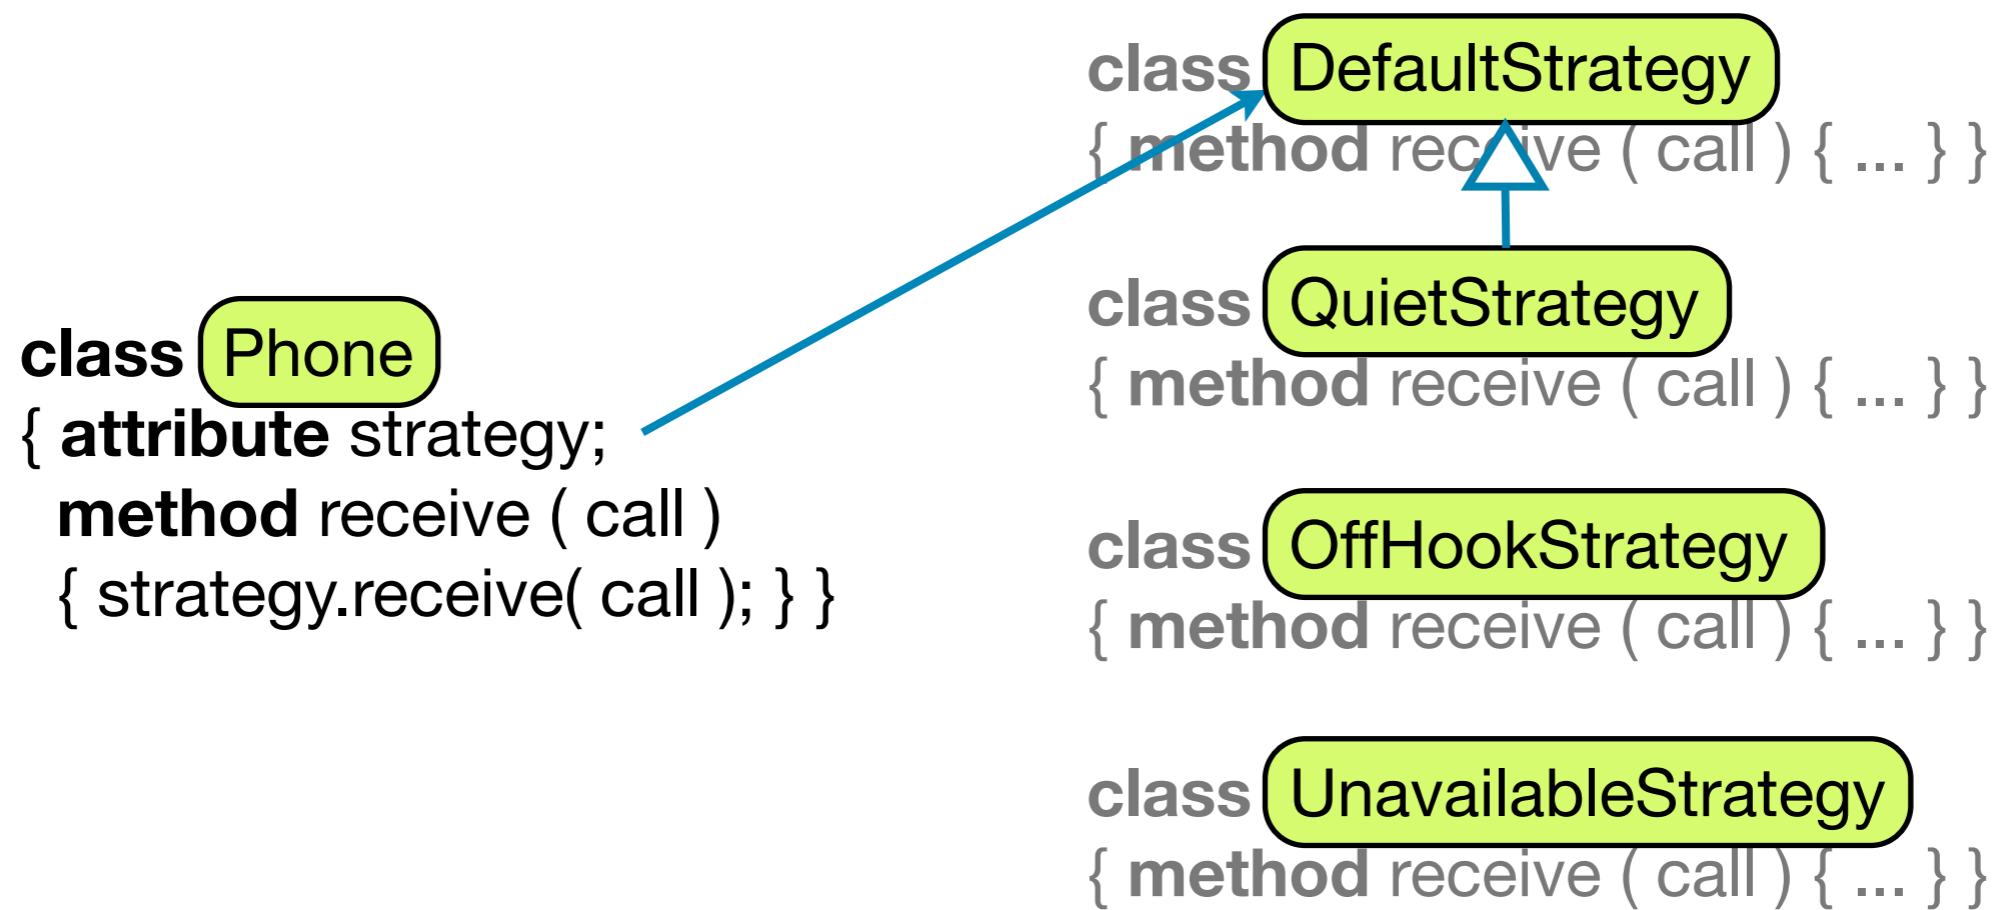 class Phone
{ attribute strategy;
method receive ( call )
{ strategy.receive( call ); } }
class DefaultStrategy
{ method receive ( call ) { ... } }
class QuietStrategy
{ method receive ( call ) { ... } }
class OffHookStrategy
{ method receive ( call ) { ... } }
class UnavailableStrategy
{ method receive ( call ) { ... } }